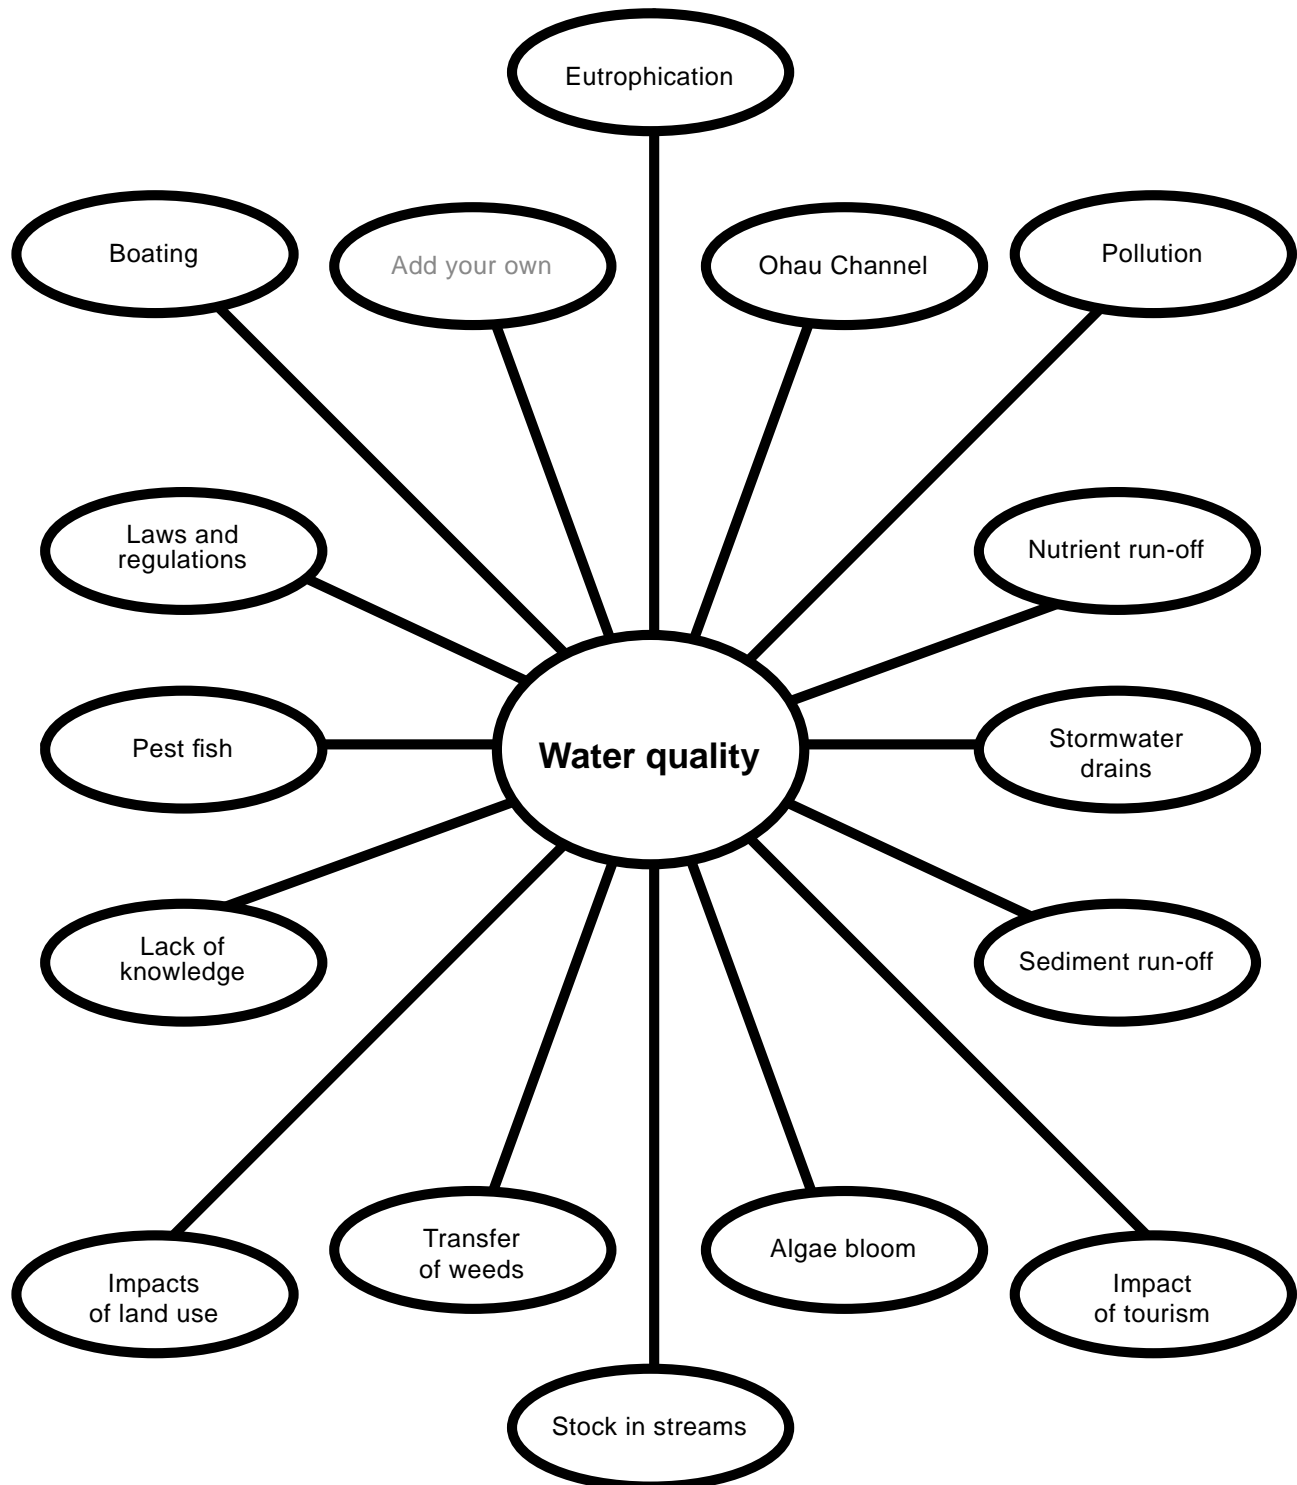 Eutrophication
Boating
Add your own
Ohau Channel
Pollution
Laws and
regulations
Nutrient run-off
Pest fish
Water quality
Stormwater
drains
Lack of
knowledge
Sediment run-off
Impacts
of land use
Transfer
of weeds
Algae bloom
Impact
of tourism
Stock in streams